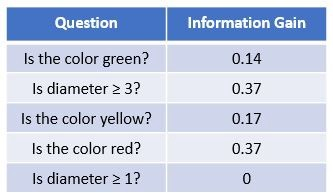 Question Information Gain
Is the color green? 0.14
Is diameter ≥ 3? 0.37
Is the color yellow? 0.17
Is the color red? 0.37
Is diameter ≥ 1? 0